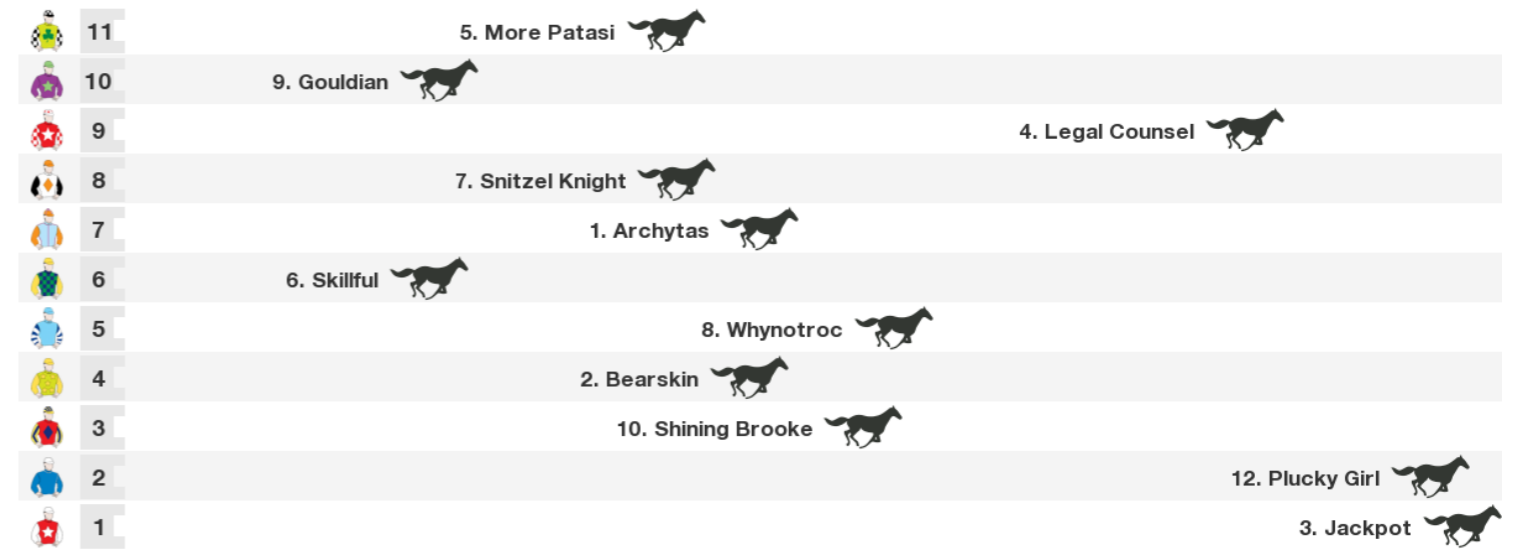 11 5. More Patasi
10 9. Gouldian
9 4. Legal Counsel
8 7. Snitzel Knight
7 1. Archytas
6 6. Skillful
5 8. Whynotroc
4 2. Bearskin
3 10. Shining Brooke
2 12. Plucky Girl
1 3. Jackpot